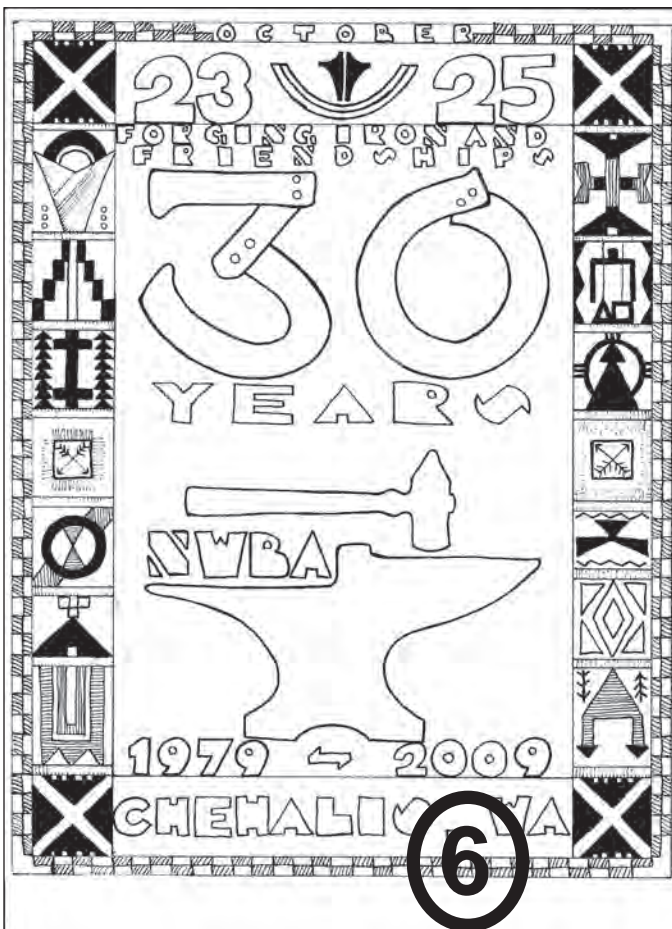 OCTOBER
23 25
FORGING IRON AND
FRIENDSHIPS
30
YEARS
NWBA
1979 2009
CHEHALIS, WA
6